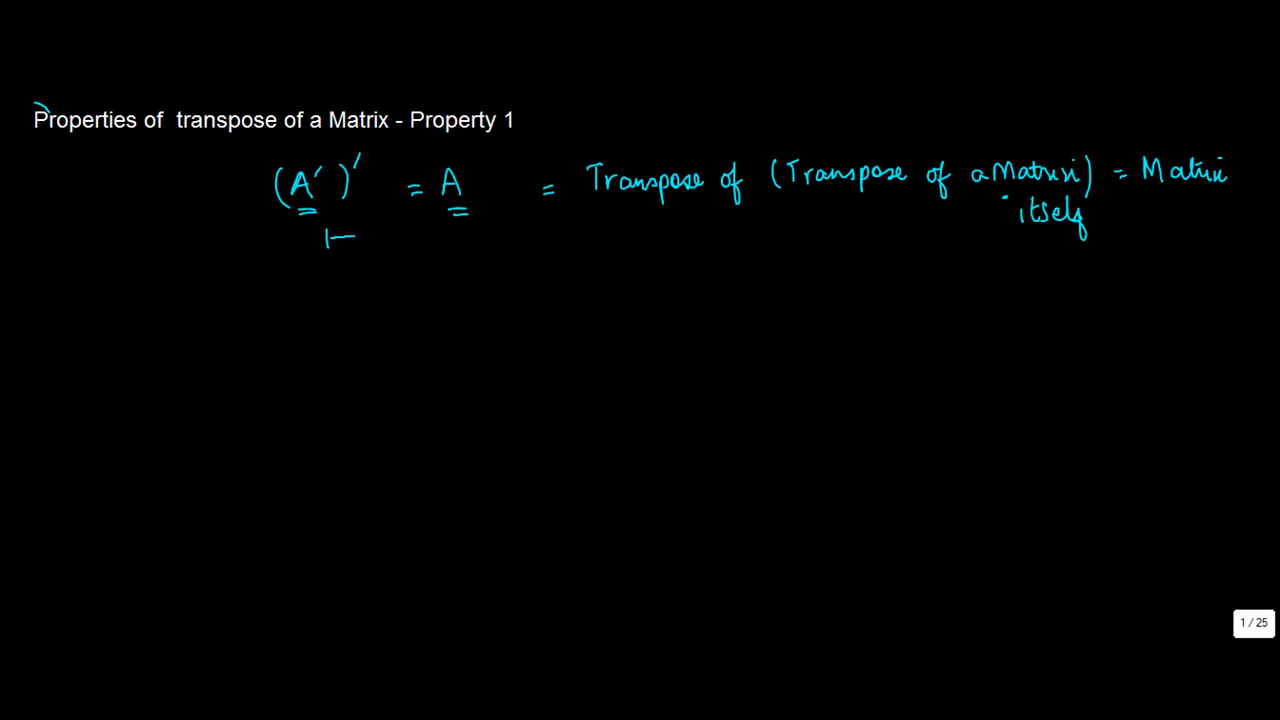 Properties of transpose of a Matrix - Property 1
(A′)′ = A = Transpose of (Transpose of a Matrix) = Matrix
itself
1 / 25